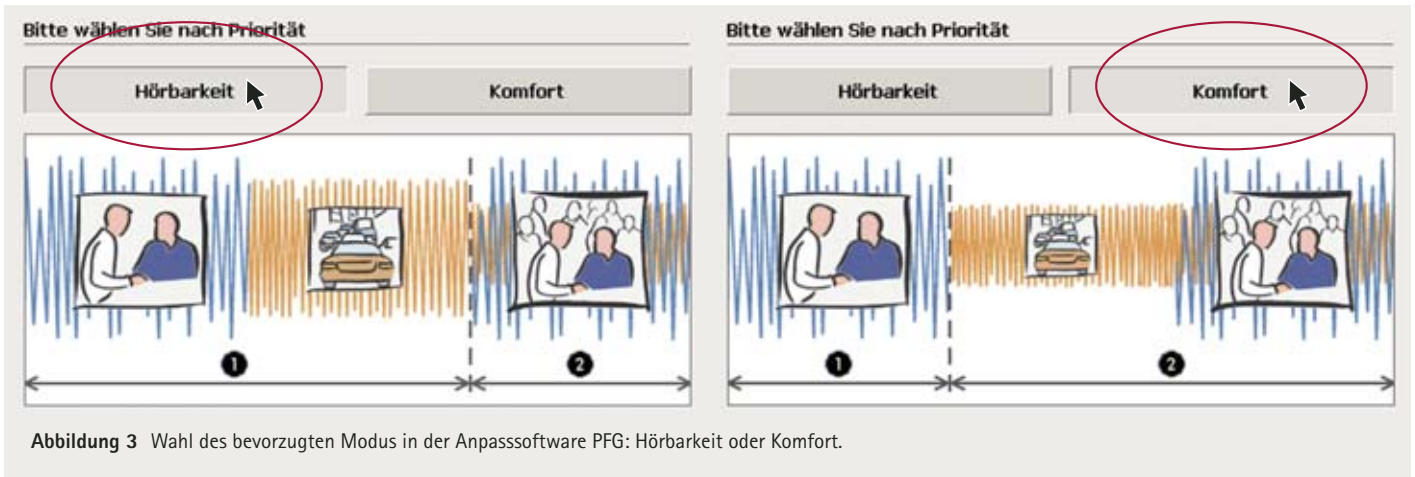 Bitte wählen Sie nach Priorität
Hörbarkeit Komfort
1 2
Bitte wählen Sie nach Priorität
Hörbarkeit Komfort
1 2
Abbildung 3 Wahl des bevorzugten Modus in der Anpasssoftware PFG: Hörbarkeit oder Komfort.